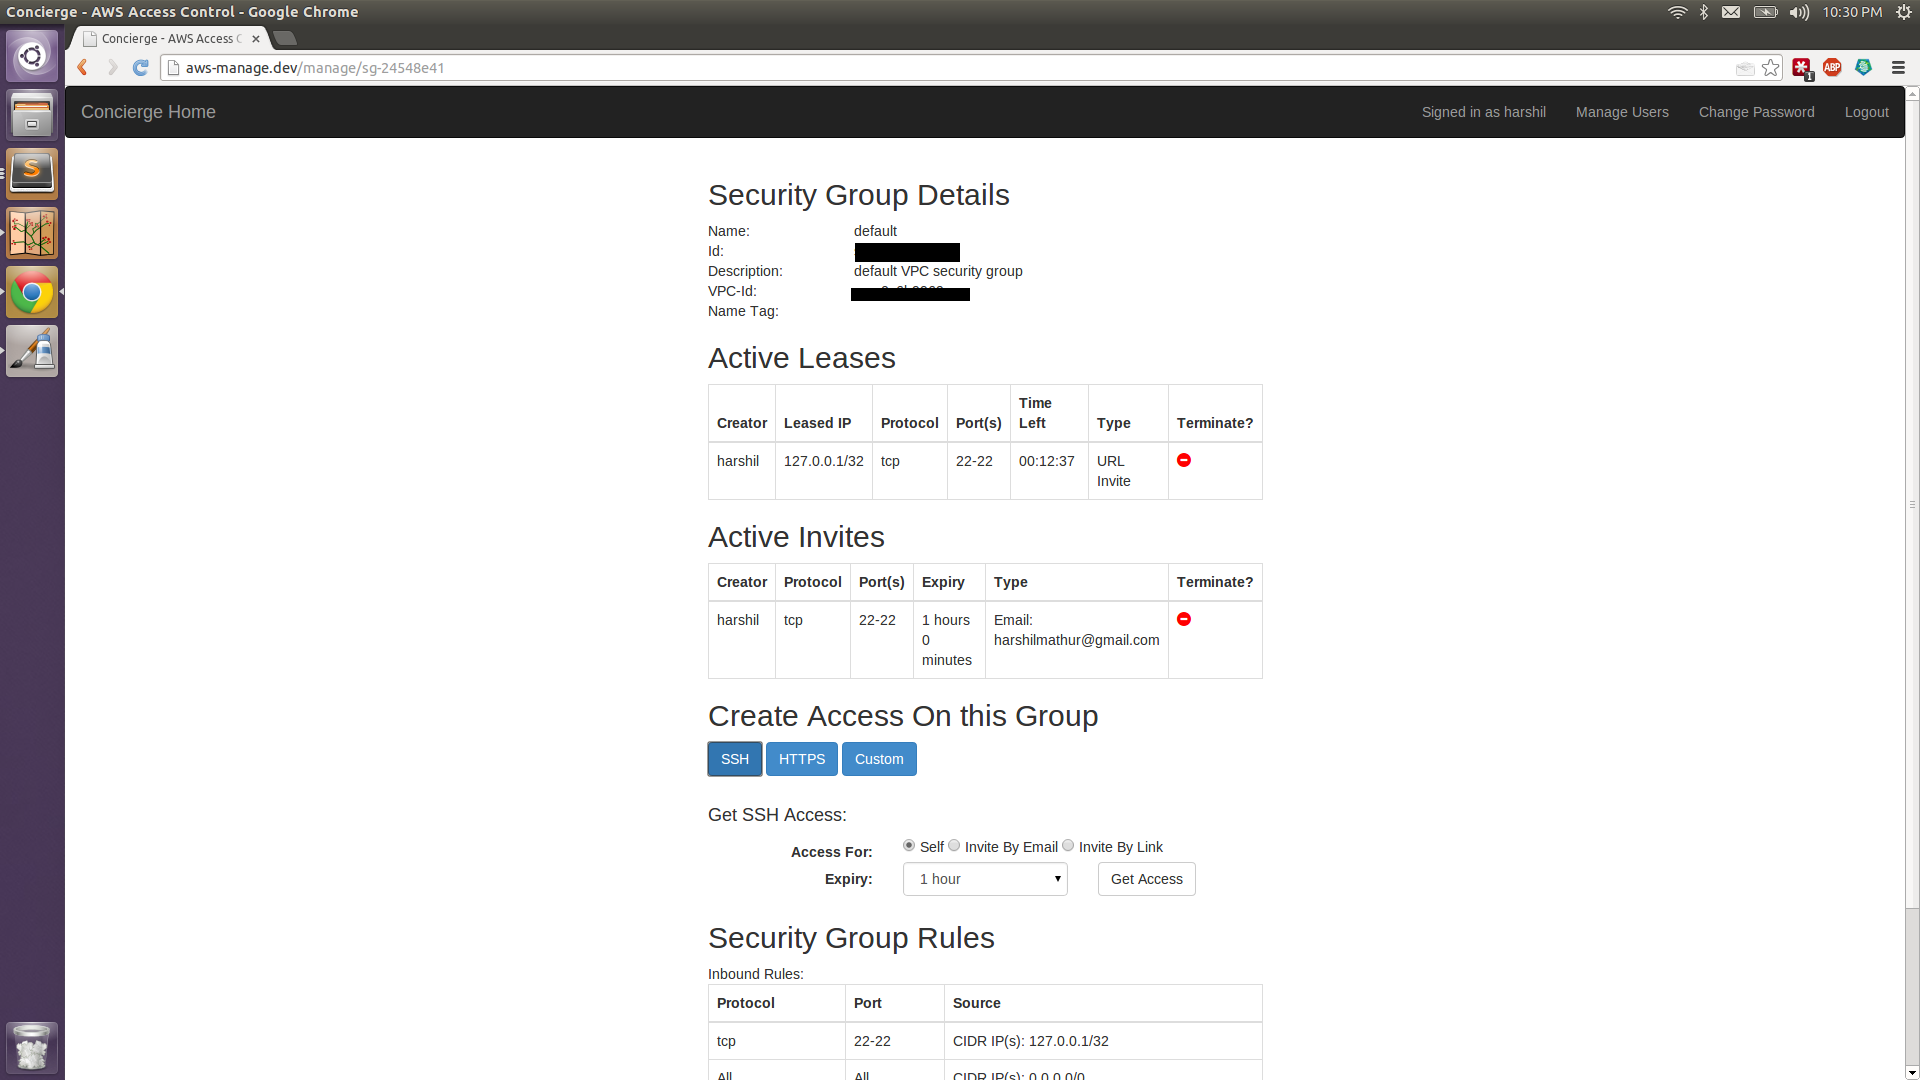 Concierge - AWS Access Control - Google Chrome
10:30 PM
Concierge - AWS Access C
aws-manage.dev/manage/sg-24548e41
1
ABP
Concierge Home
Signed in as harshil
Manage Users
Change Password
Logout
Security Group Details
Name: default
Id:
Description: default VPC security group
VPC-Id:
Name Tag:
Active Leases
Creator Leased IP Protocol Port(s) Time Left Type Terminate?
harshil 127.0.0.1/32 tcp 22-22 00:12:37 URL Invite
Active Invites
Creator Protocol Port(s) Expiry Type Terminate?
harshil tcp 22-22 1 hours 0 minutes Email: harshilmathur@gmail.com
Create Access On this Group
SSH HTTPS Custom
Get SSH Access:
Access For: Self Invite By Email Invite By Link
Expiry: 1 hour Get Access
Security Group Rules
Inbound Rules:
Protocol Port Source
tcp 22-22 CIDR IP(s): 127.0.0.1/32
All All CIDR IP(s): 0.0.0.0/0